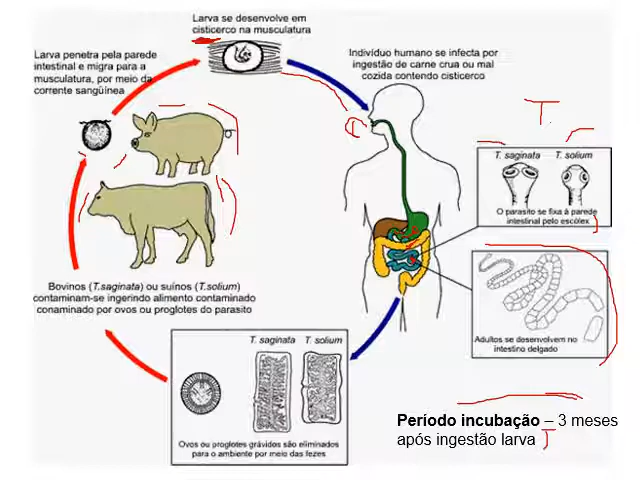 Larva se desenvolve em
cisticerco na musculatura
Larva penetra pela parede
intestinal e migra para a
musculatura, por meio da
corrente sangüínea
Indivíduo humano se infecta por
ingestão de carne crua ou mal
cozida contendo cisticerco
T.
T. saginata T. solium
O parasito se fixa à parede
intestinal pelo escólex
Adultos se desenvolvem no
intestino delgado
Bovinos (T.saginata) ou suínos (T.solium)
contaminam-se ingerindo alimento contaminado
conaminado por ovos ou proglotes do parasito
T. saginata T. solium
Ovos ou proglotes grávidos são eliminados
para o ambiente por meio das fezes
Período incubação – 3 meses
após ingestão larva